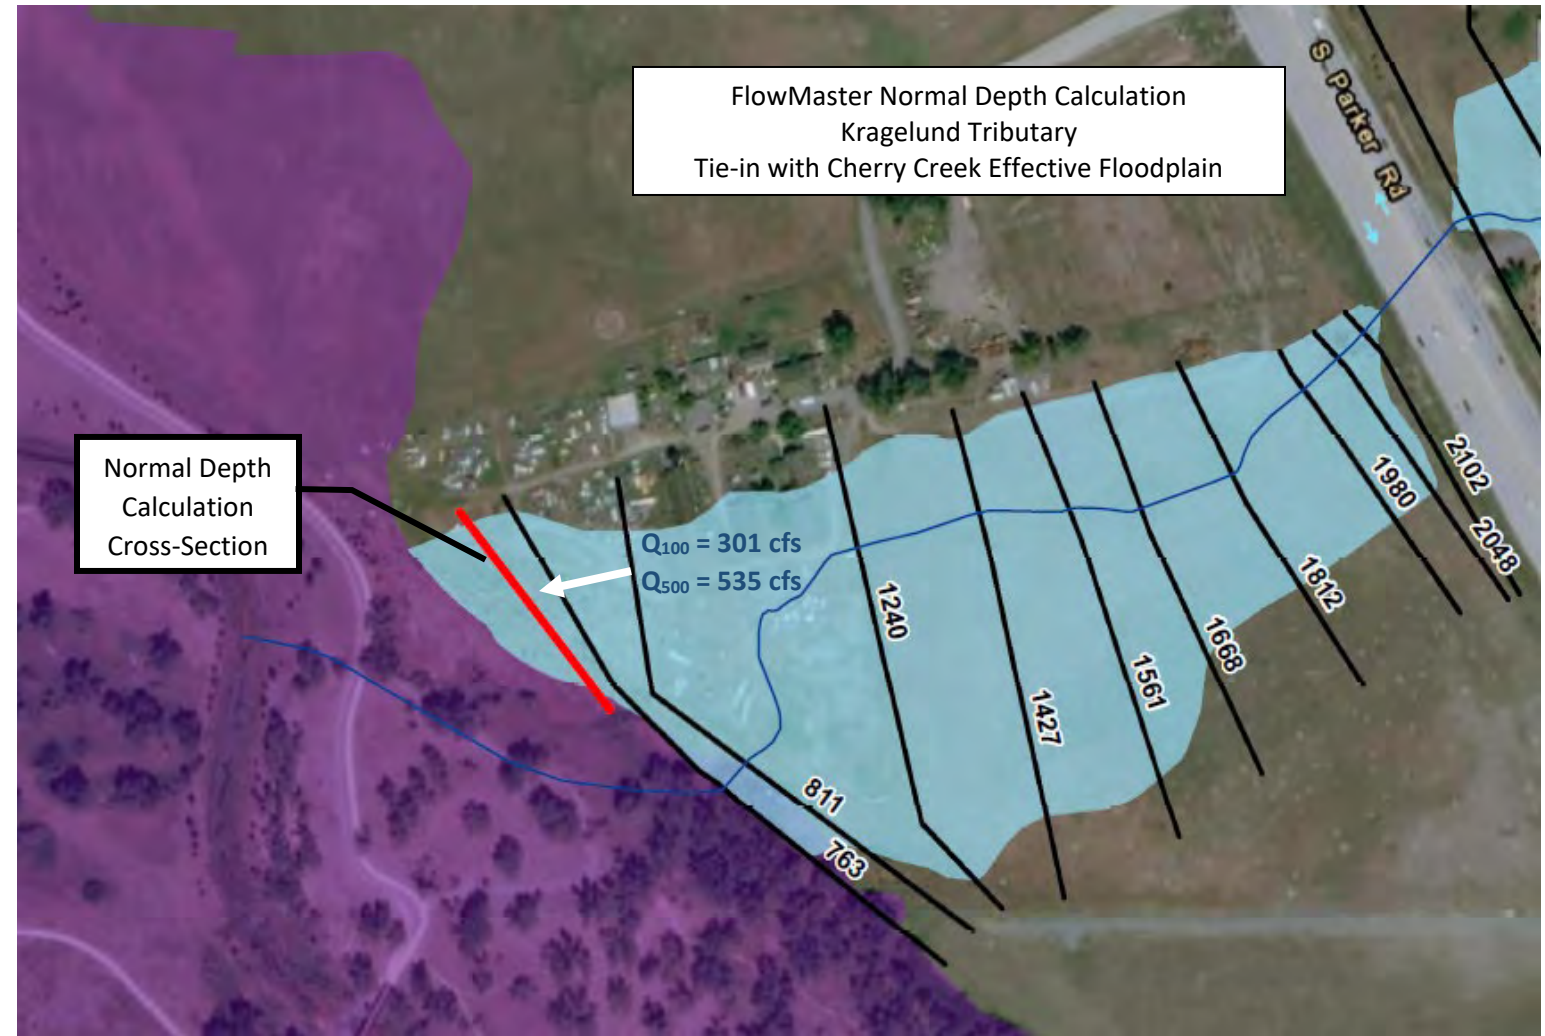 FlowMaster Normal Depth Calculation
Kragelund Tributary
Tie-in with Cherry Creek Effective Floodplain
S Parker Rd
Normal Depth
Calculation
Cross-Section
Q100 = 301 cfs
Q500 = 535 cfs
2102
1980
2048
1812
1240
1668
1561
1427
811
763